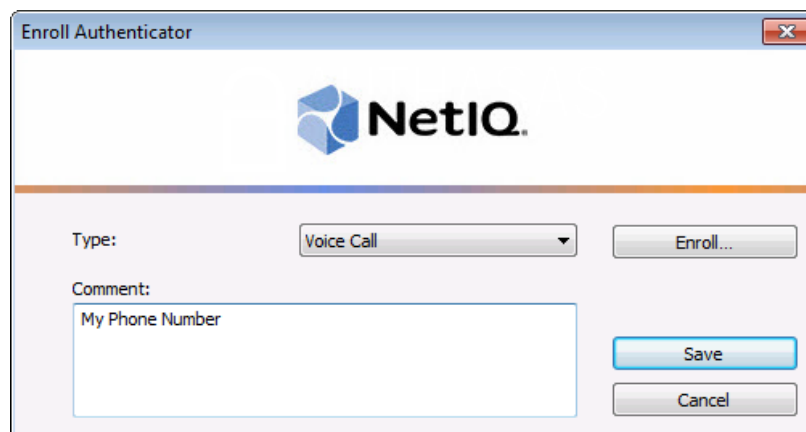 Enroll Authenticator
NetIQ.
Type:
Voice Call
Enroll...
Comment:
My Phone Number
Save
Cancel